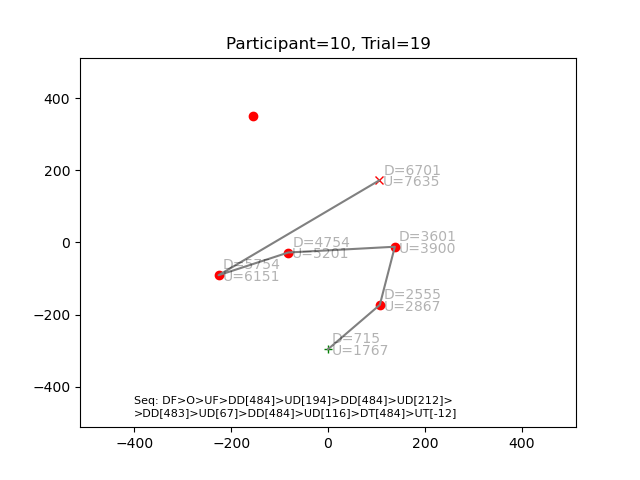 Participant=10, Trial=19
400
200
0
−200
−400
D=6701
U=7635
D=3601
U=3900
D=4754
U=5201
D=5754
U=6151
D=2555
U=2867
D=715
U=1767
Seq: DF>O>UF>DD[484]>UD[194]>DD[484]>UD[212]>
>DD[483]>UD[67]>DD[484]>UD[116]>DT[484]>UT[-12]
−400 −200 0 200 400